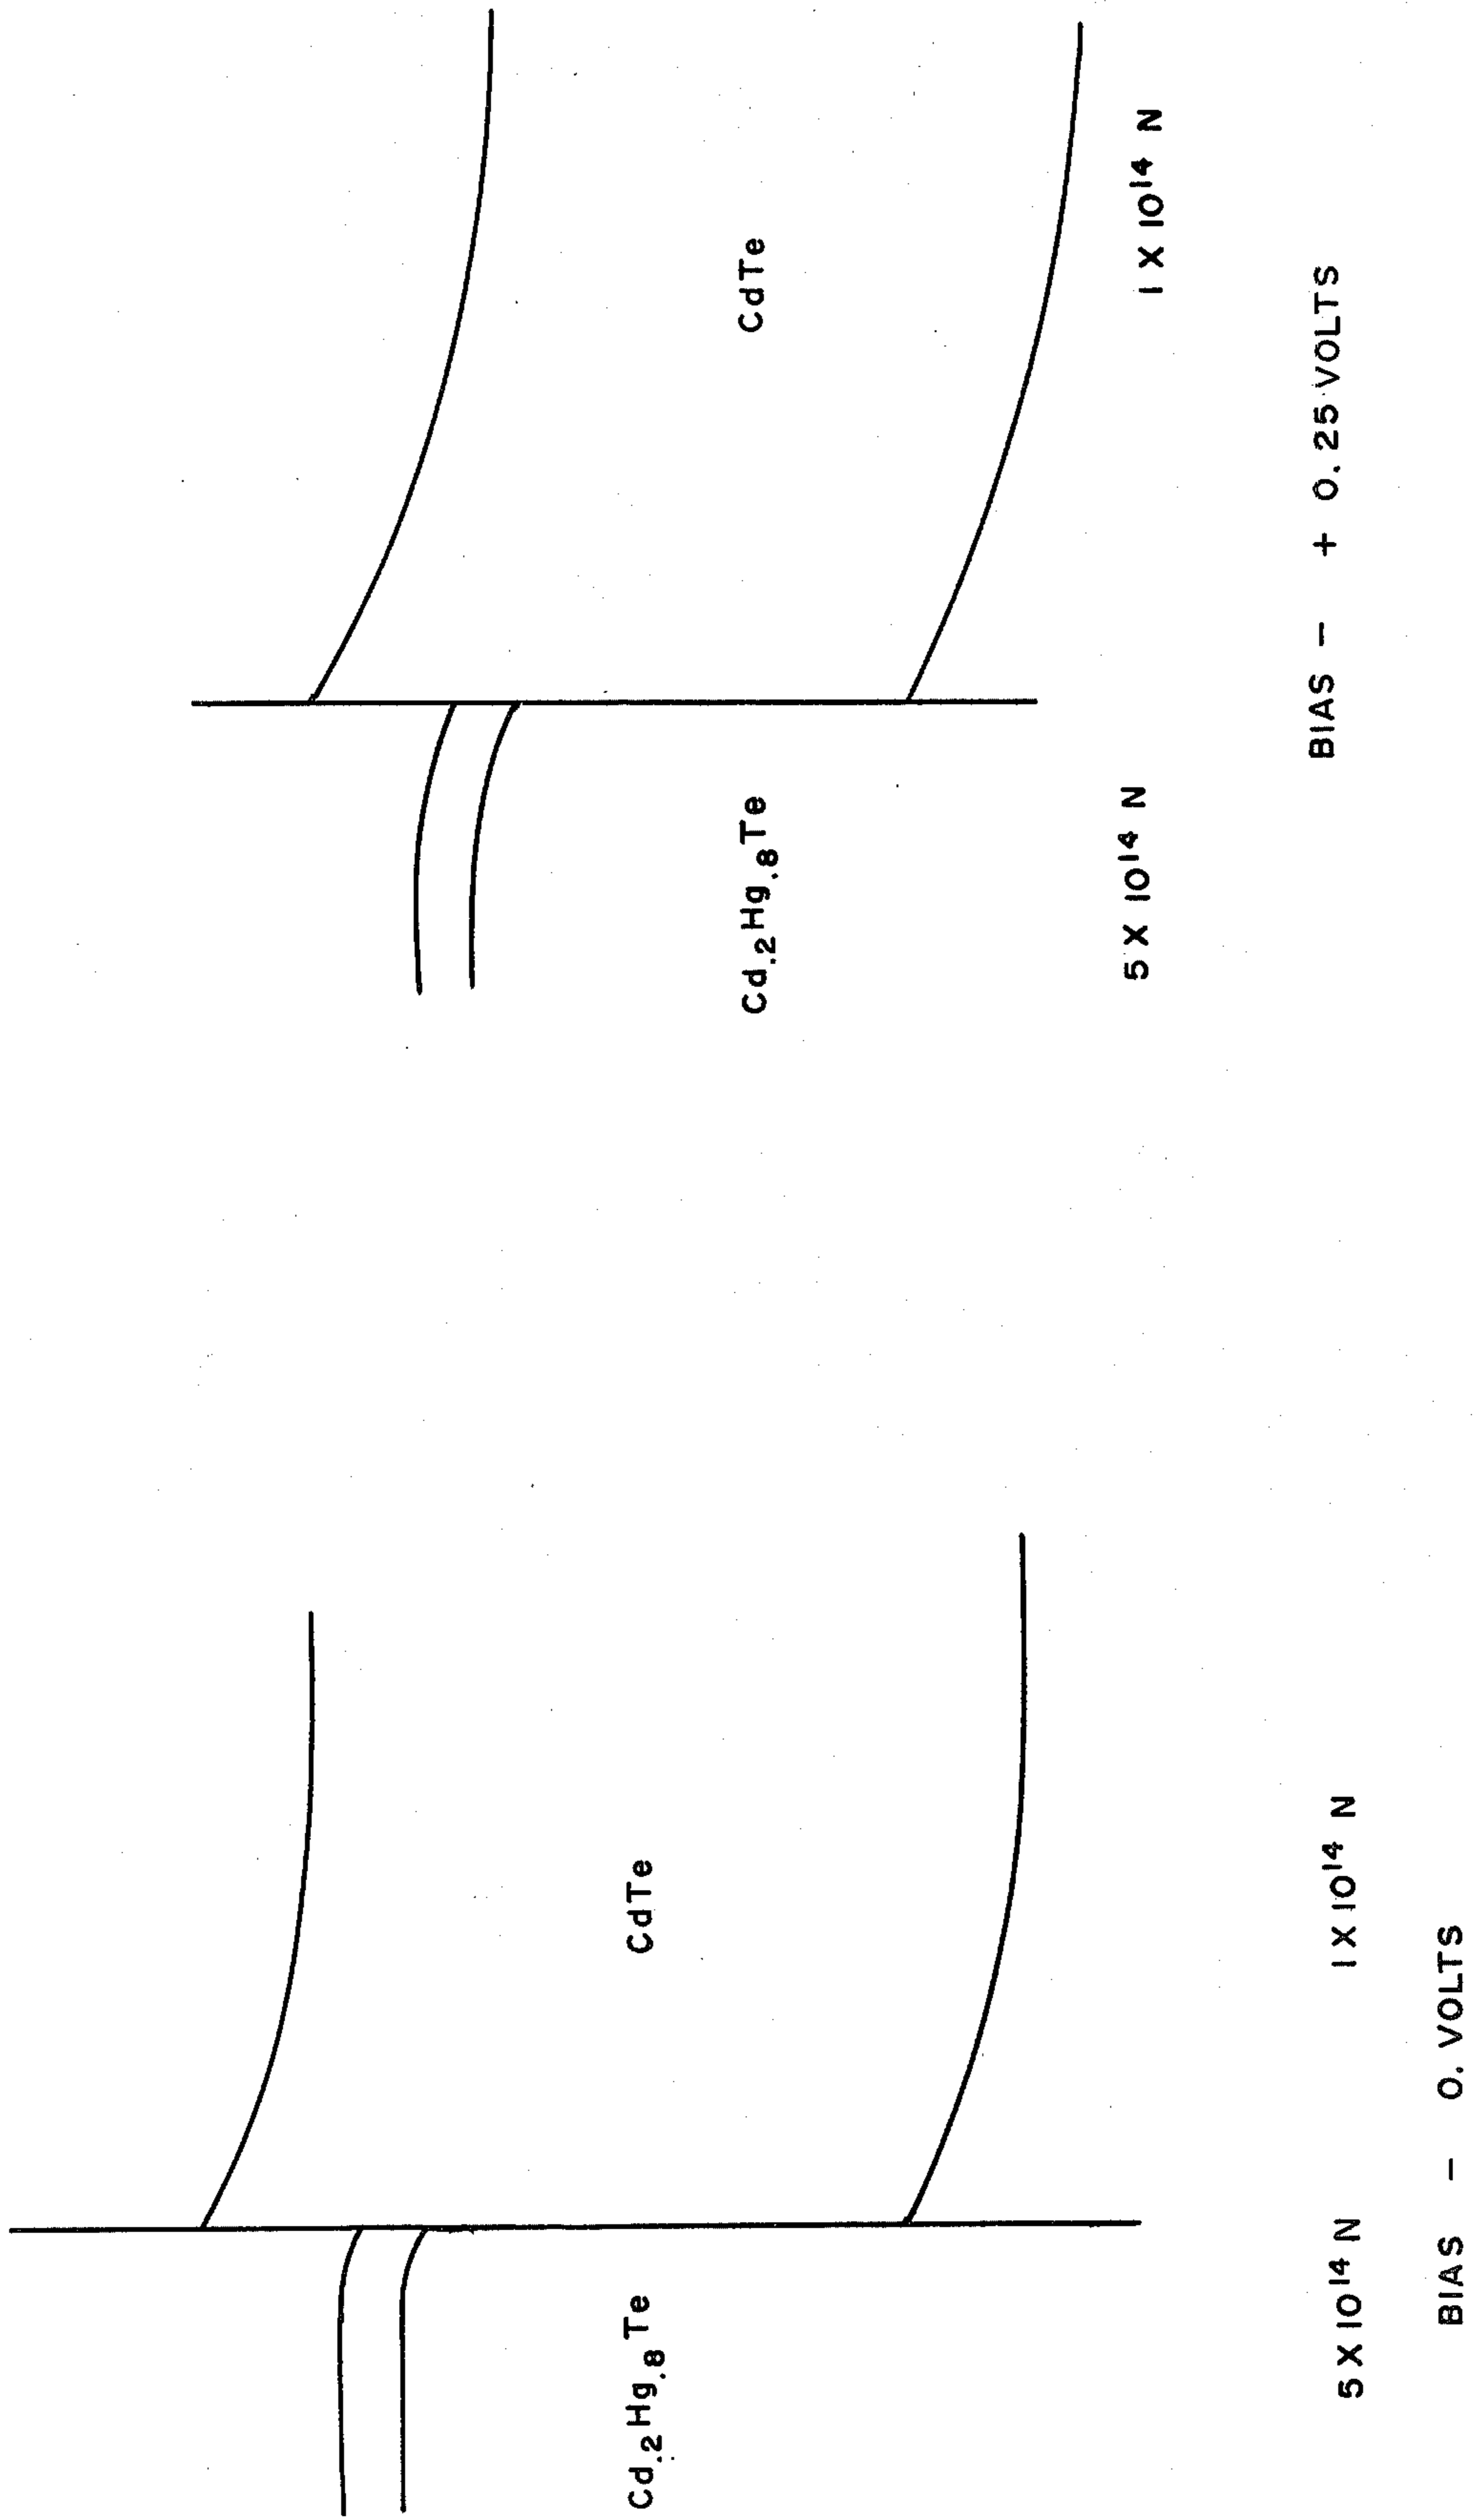 Cd.₂Hg.₈Te CdTe
5 X 10¹⁴ N 1 X 10¹⁴ N
BIAS – 0. VOLTS
Cd.₂Hg.₈Te CdTe
5 X 10¹⁴ N 1 X 10¹⁴ N
BIAS – + 0.25 VOLTS